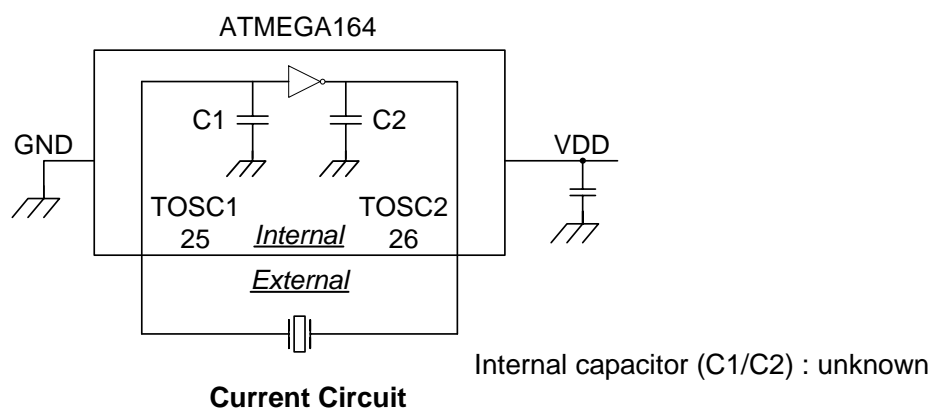 ATMEGA164
C1
C2
GND
VDD
TOSC1
TOSC2
25
Internal
26
External
Internal capacitor (C1/C2) : unknown
Current Circuit